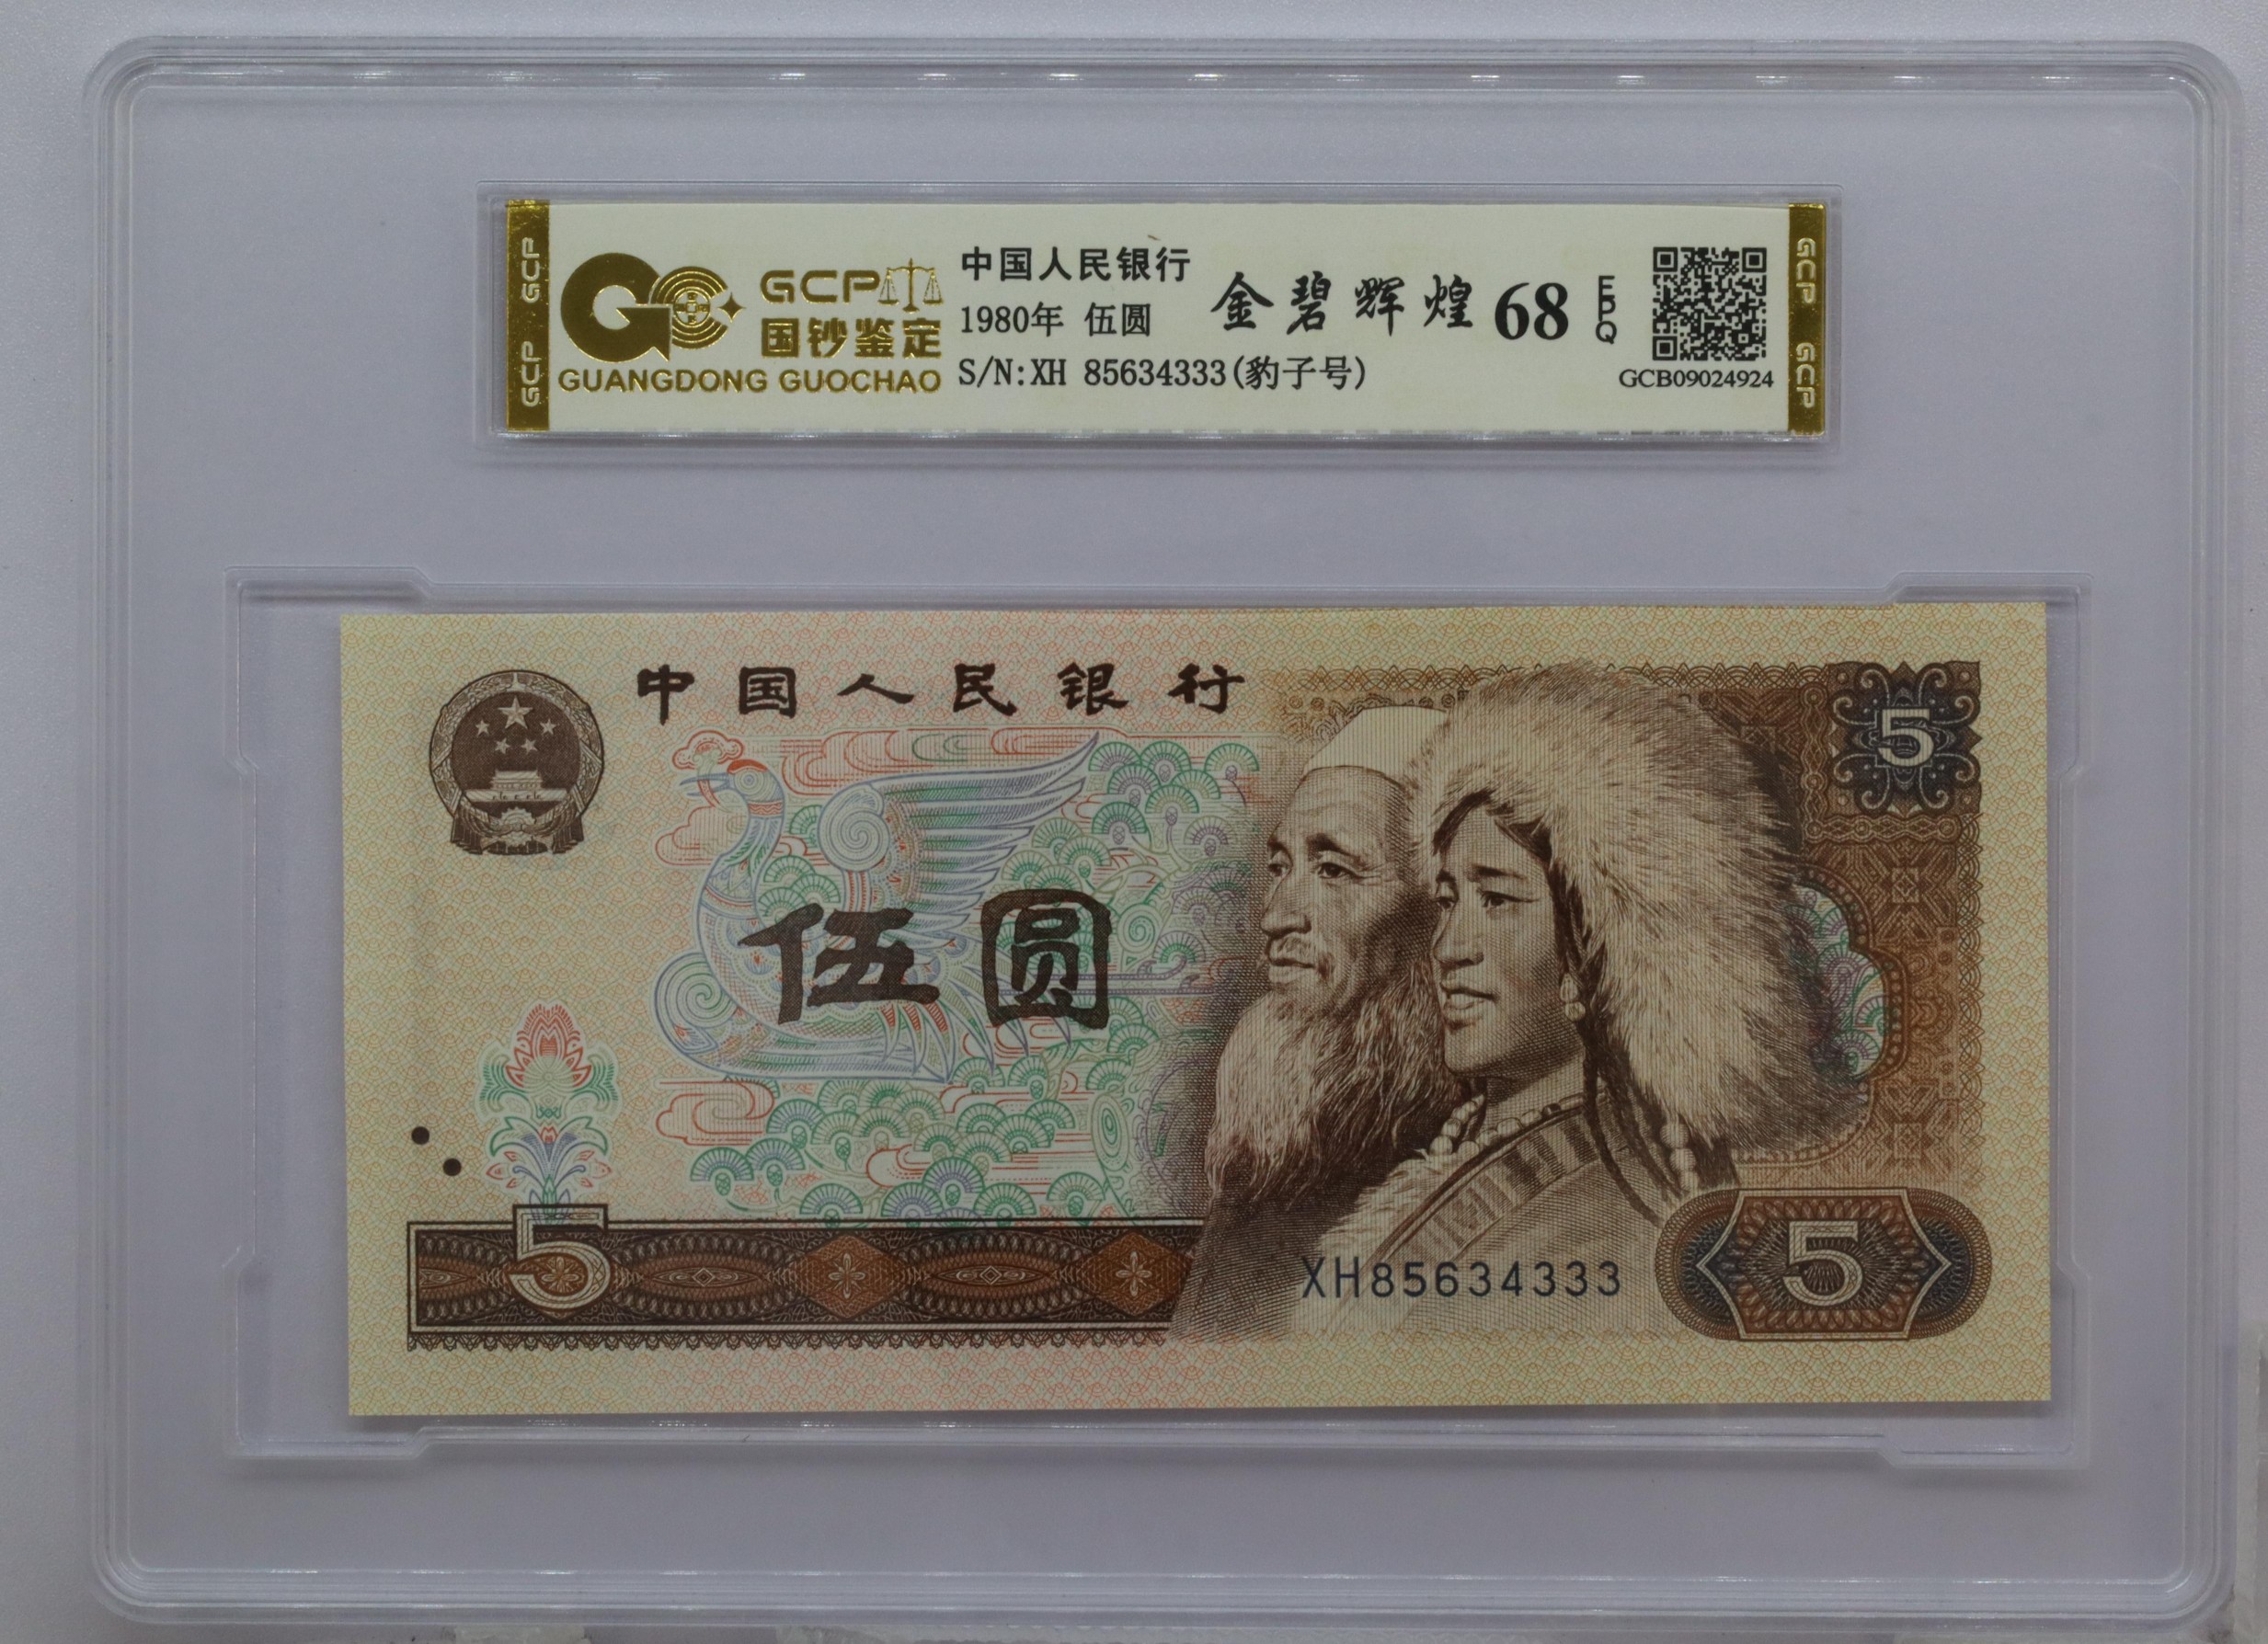 GCP GCP
GCP
国钞鉴定
GUANGDONG GUOCHAO
中国人民银行
1980年 伍圆
S/N:XH 85634333(豹子号)
金碧辉煌 68
EPQ
GCB09024924
GCP GCP
中国人民银行
5
伍圆
5
XH85634333
5